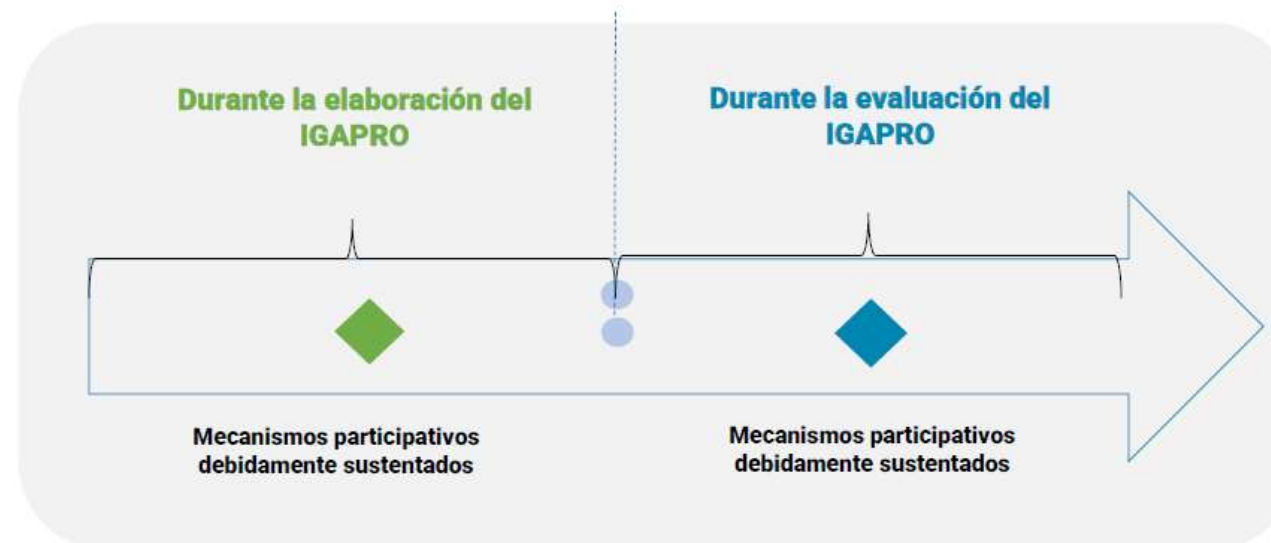 Durante la elaboración del
IGAPRO
Durante la evaluación del
IGAPRO
Mecanismos participativos
debidamente sustentados
Mecanismos participativos
debidamente sustentados